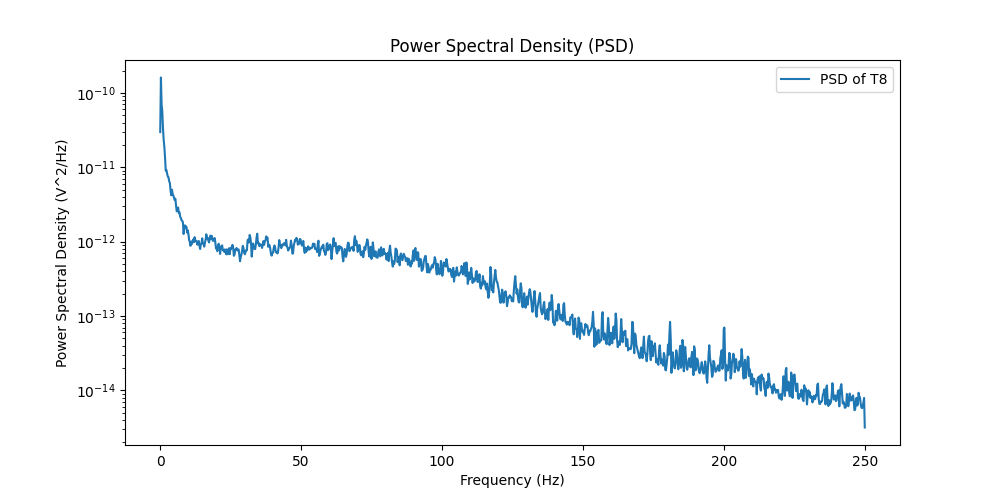 Power Spectral Density (PSD)
PSD of T8
Power Spectral Density (V^2/Hz)
10⁻¹⁰
10⁻¹¹
10⁻¹²
10⁻¹³
10⁻¹⁴
0 50 100 150 200 250
Frequency (Hz)